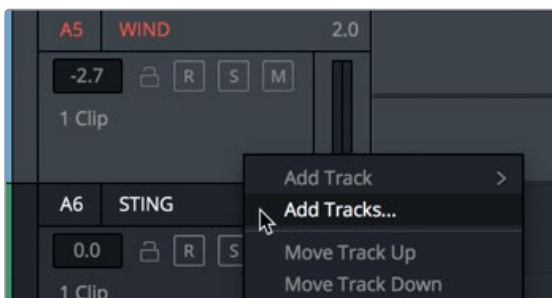 A5 WIND 2.0
-2.7 R S M
1 Clip
Add Track >
A6 STING Add Tracks...
0.0 R S Move Track Up
1 Clip Move Track Down